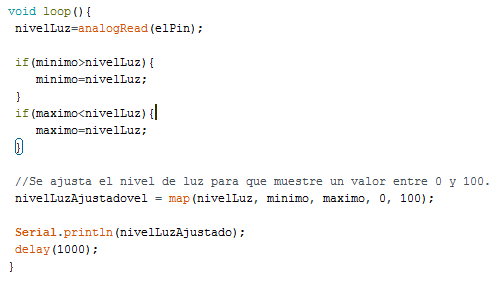 void loop(){
nivelLuz=analogRead(elPin);
if(minimo>nivelLuz){
minimo=nivelLuz;
}
if(maximo<nivelLuz){
maximo=nivelLuz;
}
//Se ajusta el nivel de luz para que muestre un valor entre 0 y 100.
nivelLuzAjustadovel = map(nivelLuz, minimo, maximo, 0, 100);
Serial.println(nivelLuzAjustado);
delay(1000);
}